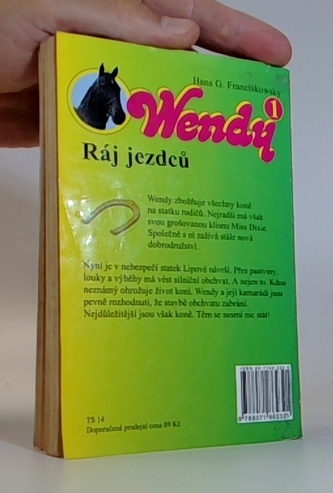 Hans G. Franciskowsky
1
Wendy
Ráj jezdců
Wendy zbožňuje všechny koně
na statku rodičů. Nejradši má však
svou grošovanou klisnu Miss Dixie.
Společně s ní zažívá stále nová
dobrodružství.
Nyní je v nebezpečí statek Lipové návrší. Přes pastviny,
louky a výběhy má vést silniční obchvat. A nejen to. Kdosi
neznámý ohrožuje život koní. Wendy a její kamarádi jsou
pevně rozhodnuti, že stavbě obchvatu zabrání.
Nejdůležitější jsou však koně. Těm se nesmí nic stát!
TS 14
Doporučená prodejní cena 89 Kč